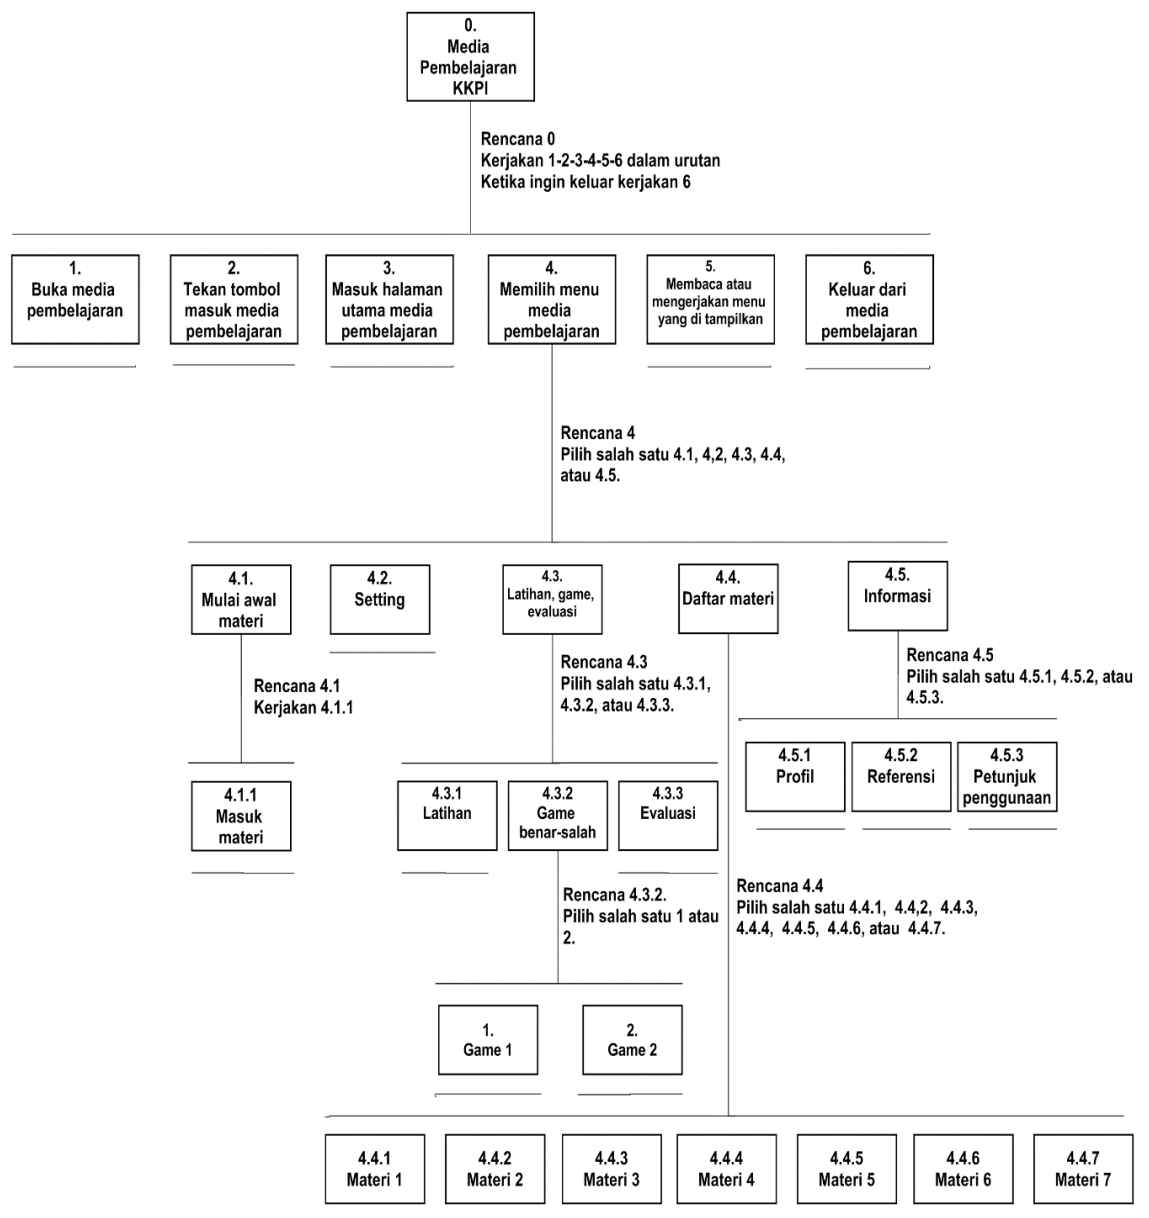 0.
Media
Pembelajaran
KKPI
Rencana 0
Kerjakan 1-2-3-4-5-6 dalam urutan
Ketika ingin keluar kerjakan 6
1.
Buka media
pembelajaran
2.
Tekan tombol
masuk media
pembelajaran
3.
Masuk halaman
utama media
pembelajaran
4.
Memilih menu
media
pembelajaran
5.
Membaca atau
mengerjakan menu
yang di tampilkan
6.
Keluar dari
media
pembelajaran
Rencana 4
Pilih salah satu 4.1, 4,2, 4.3, 4.4,
atau 4.5.
4.1.
Mulai awal
materi
4.2.
Setting
4.3.
Latihan, game,
evaluasi
4.4.
Daftar materi
4.5.
Informasi
Rencana 4.1
Kerjakan 4.1.1
Rencana 4.3
Pilih salah satu 4.3.1,
4.3.2, atau 4.3.3.
Rencana 4.5
Pilih salah satu 4.5.1, 4.5.2, atau
4.5.3.
4.5.1
Profil
4.5.2
Referensi
4.5.3
Petunjuk
penggunaan
4.1.1
Masuk
materi
4.3.1
Latihan
4.3.2
Game
benar-salah
4.3.3
Evaluasi
Rencana 4.3.2.
Pilih salah satu 1 atau
2.
Rencana 4.4
Pilih salah satu 4.4.1, 4.4,2 4.4.3,
4.4.4, 4.4.5, 4.4.6, atau 4.4.7.
1.
Game 1
2.
Game 2
4.4.1
Materi 1
4.4.2
Materi 2
4.4.3
Materi 3
4.4.4
Materi 4
4.4.5
Materi 5
4.4.6
Materi 6
4.4.7
Materi 7